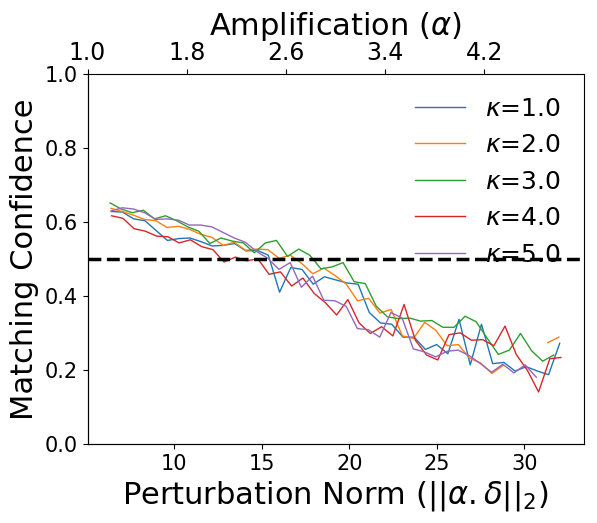 Amplification (α)
1.0 1.8 2.6 3.4 4.2
1.0
0.8
0.6
0.4
0.2
0.0
Matching Confidence
κ=1.0
κ=2.0
κ=3.0
κ=4.0
κ=5.0
10 15 20 25 30
Perturbation Norm (||α.δ||₂)